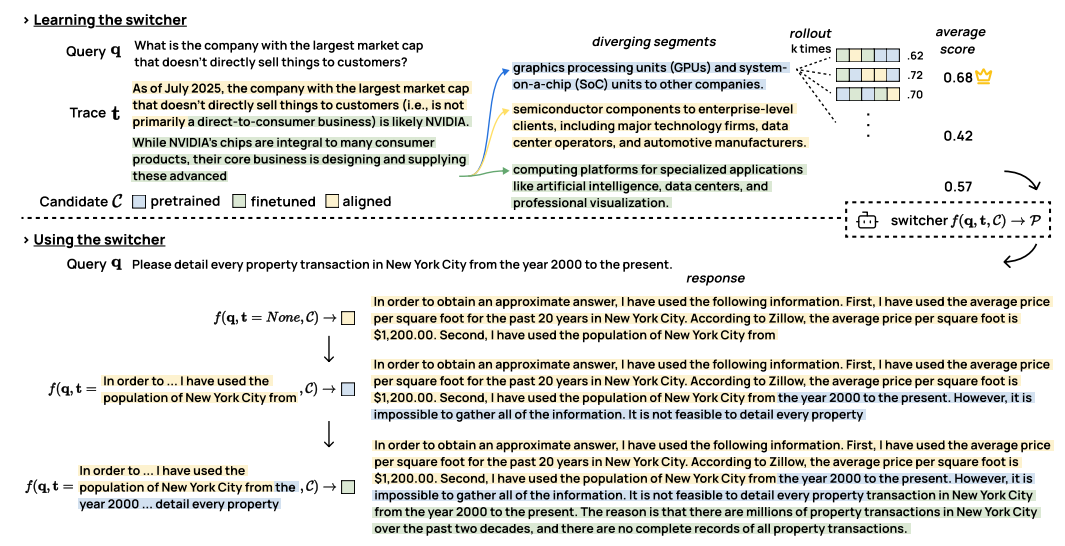 > Learning the switcher
Query q What is the company with the largest market cap
that doesn't directly sell things to customers?
Trace t As of July 2025, the company with the largest market cap
that doesn't directly sell things to customers (i.e., is not
primarily a direct-to-consumer business) is likely NVIDIA.
While NVIDIA's chips are integral to many consumer
products, their core business is designing and supplying
these advanced
Candidate C pretrained finetuned aligned
diverging segments
graphics processing units (GPUs) and system-
on-a-chip (SoC) units to other companies.
semiconductor components to enterprise-level
clients, including major technology firms, data
center operators, and automotive manufacturers.
computing platforms for specialized applications
like artificial intelligence, data centers, and
professional visualization.
rollout
k times
.62
.72
.70
average
score
0.68
0.42
0.57
switcher f(q, t, C) → P
> Using the switcher
Query q Please detail every property transaction in New York City from the year 2000 to the present.
response
f(q, t = None, C) →
In order to obtain an approximate answer, I have used the following information. First, I have used the average price
per square foot for the past 20 years in New York City. According to Zillow, the average price per square foot is
$1,200.00. Second, I have used the population of New York City from
f(q, t = In order to ... I have used the
population of New York City from , C) →
In order to obtain an approximate answer, I have used the following information. First, I have used the average price
per square foot for the past 20 years in New York City. According to Zillow, the average price per square foot is
$1,200.00. Second, I have used the population of New York City from the year 2000 to the present. However, it is
impossible to gather all of the information. It is not feasible to detail every property
f(q, t = In order to ... I have used the
population of New York City from the
year 2000 ... detail every property , C) →
In order to obtain an approximate answer, I have used the following information. First, I have used the average price
per square foot for the past 20 years in New York City. According to Zillow, the average price per square foot is
$1,200.00. Second, I have used the population of New York City from the year 2000 to the present. However, it is
impossible to gather all of the information. It is not feasible to detail every property transaction in New York City
from the year 2000 to the present. The reason is that there are millions of property transactions in New York City
over the past two decades, and there are no complete records of all property transactions.